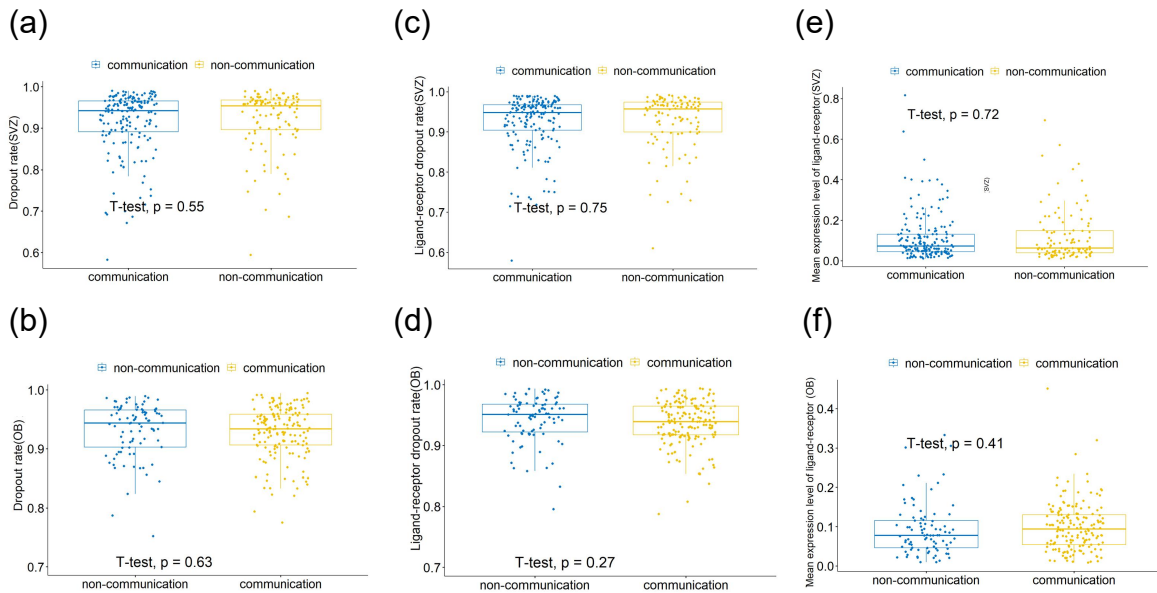 (a)
communication non-communication
Dropout rate(SVZ)
1.0
0.9
0.8
0.7
0.6
T-test, p = 0.55
communication non-communication
(c)
communication non-communication
Ligand-receptor dropout rate(SVZ)
1.0
0.9
0.8
0.7
0.6
T-test, p = 0.75
communication non-communication
(e)
communication non-communication
Mean expression level of ligand-receptor(SVZ)
0.8
0.6
0.4
0.2
0.0
T-test, p = 0.72
(SVZ)
communication non-communication
(b)
non-communication communication
Dropout rate(OB)
1.0
0.9
0.8
0.7
T-test, p = 0.63
non-communication communication
(d)
non-communication communication
Ligand-receptor dropout rate(OB)
1.0
0.9
0.8
0.7
T-test, p = 0.27
non-communication communication
(f)
non-communication communication
Mean expression level of ligand-receptor (OB)
0.4
0.3
0.2
0.1
0.0
T-test, p = 0.41
non-communication communication